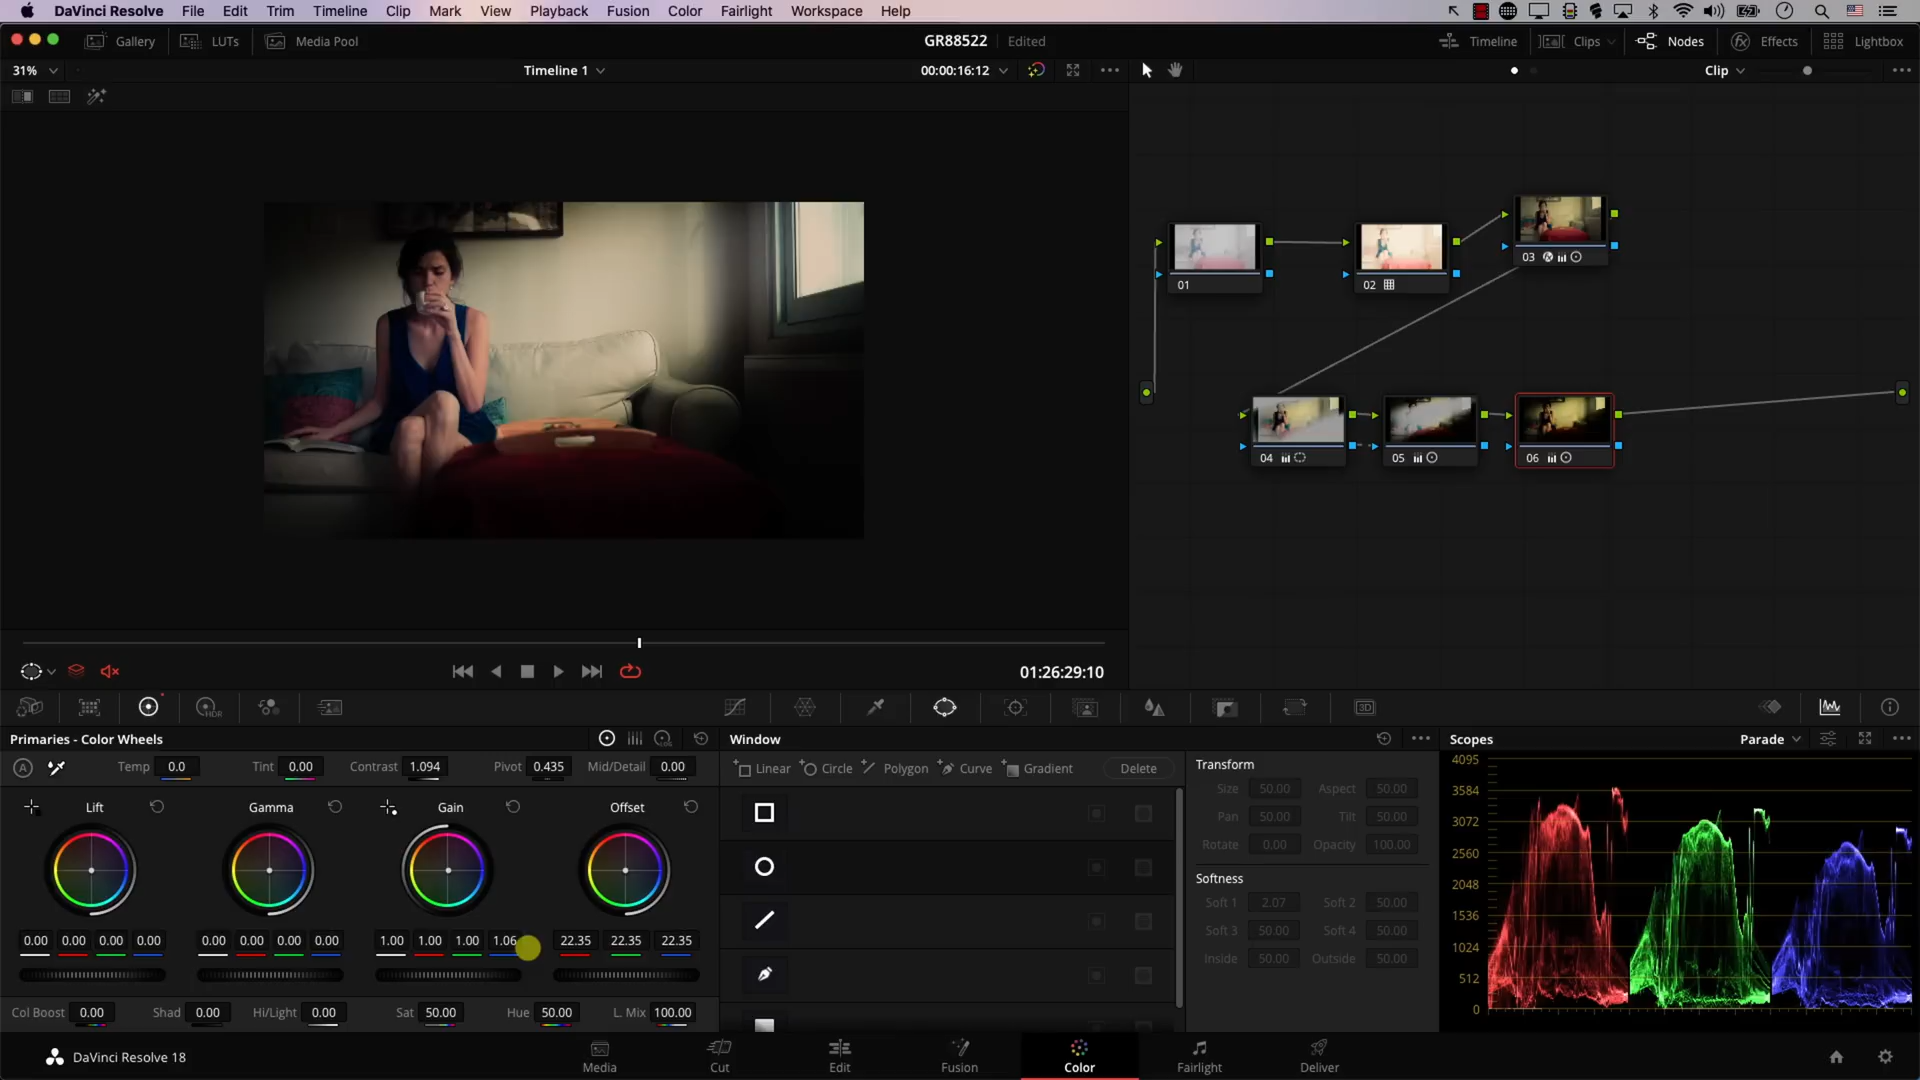 DaVinci Resolve File Edit Trim Timeline Clip Mark View Playback Fusion Color Fairlight Workspace Help
Gallery LUTs Media Pool GR88522 Edited Timeline Clips Nodes Effects Lightbox
31% Timeline 1 00:00:16:12 Clip
01
02
03
04
05
06
01:26:29:10
HDR
3D
Primaries - Color Wheels
Window
Scopes
Parade
A Temp 0.0 Tint 0.00 Contrast 1.094 Pivot 0.435 Mid/Detail 0.00
Linear Circle Polygon Curve Gradient Delete
Lift Gamma Gain Offset
0.00 0.00 0.00 0.00 0.00 0.00 0.00 0.00 1.00 1.00 1.00 1.06 22.35 22.35 22.35
Col Boost 0.00 Shad 0.00 Hi/Light 0.00 Sat 50.00 Hue 50.00 L. Mix 100.00
Transform
Size 50.00 Aspect 50.00
Pan 50.00 Tilt 50.00
Rotate 0.00 Opacity 100.00
Softness
Soft 1 2.07 Soft 2 50.00
Soft 3 50.00 Soft 4 50.00
Inside 50.00 Outside 50.00
4095
3584
3072
2560
2048
1536
1024
512
0
DaVinci Resolve 18
Media Cut Edit Fusion Color Fairlight Deliver